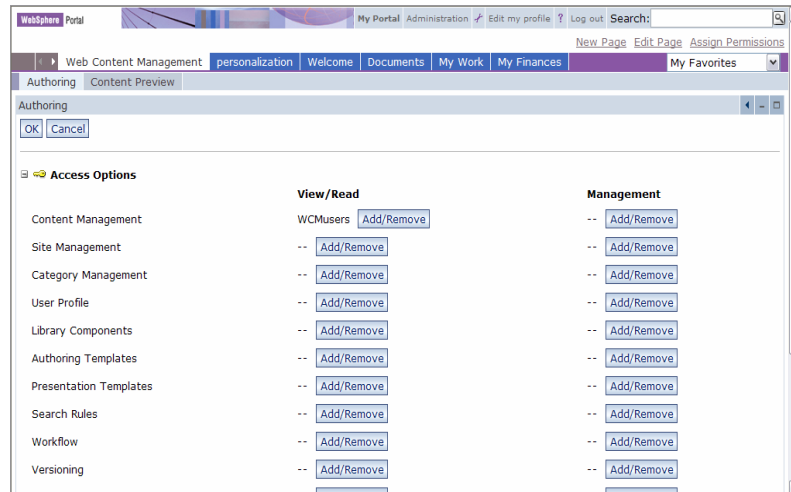 WebSphere Portal My Portal Administration Edit my profile ? Log out Search:
New Page Edit Page Assign Permissions
Web Content Management personalization Welcome Documents My Work My Finances My Favorites
Authoring Content Preview
Authoring
OK Cancel
Access Options
View/Read Management
Content Management WCMusers Add/Remove -- Add/Remove
Site Management -- Add/Remove -- Add/Remove
Category Management -- Add/Remove -- Add/Remove
User Profile -- Add/Remove -- Add/Remove
Library Components -- Add/Remove -- Add/Remove
Authoring Templates -- Add/Remove -- Add/Remove
Presentation Templates -- Add/Remove -- Add/Remove
Search Rules -- Add/Remove -- Add/Remove
Workflow -- Add/Remove -- Add/Remove
Versioning -- Add/Remove -- Add/Remove